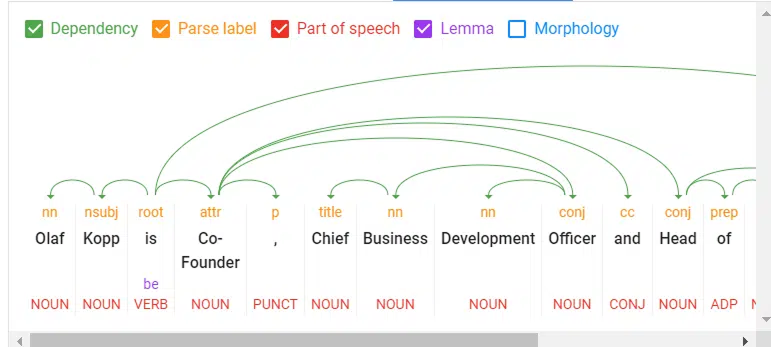 Dependency Parse label Part of speech Lemma Morphology
nn nsubj root attr p title nn nn conj cc conj prep
Olaf Kopp is Co- , Chief Business Development Officer and Head of
Founder
be
NOUN NOUN VERB NOUN PUNCT NOUN NOUN NOUN NOUN CONJ NOUN ADP